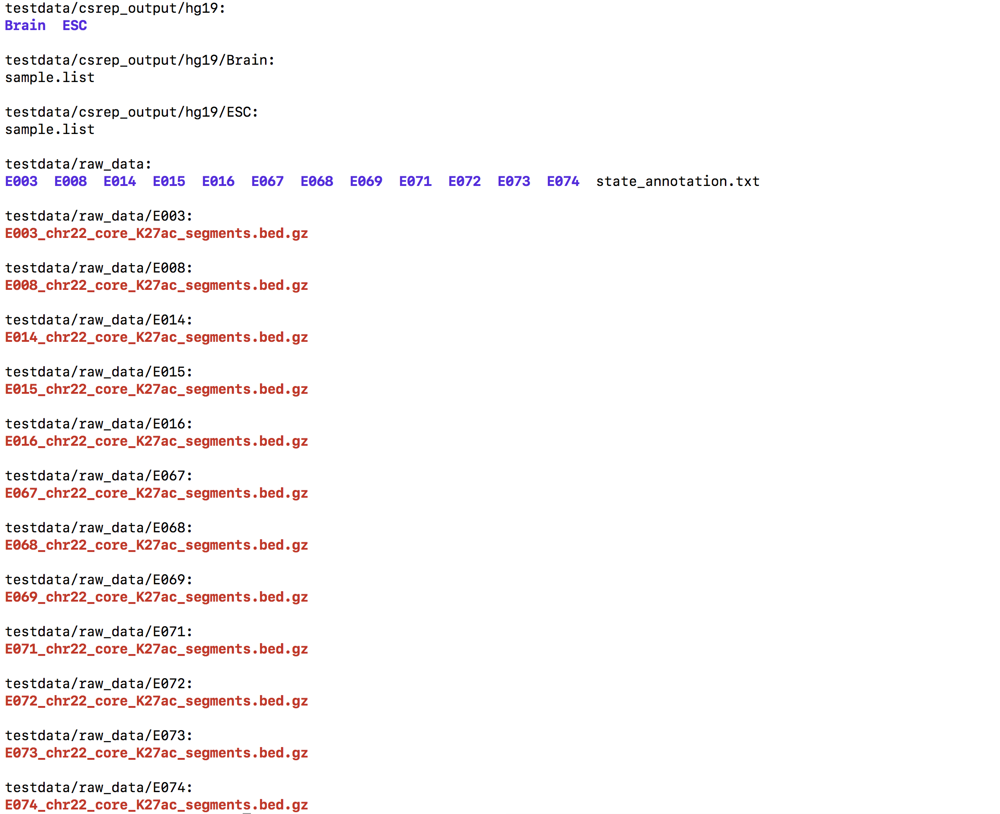 testdata/csrep_output/hg19:
Brain  ESC
testdata/csrep_output/hg19/Brain:
sample.list
testdata/csrep_output/hg19/ESC:
sample.list
testdata/raw_data:
E003  E008  E014  E015  E016  E067  E068  E069  E071  E072  E073  E074  state_annotation.txt
testdata/raw_data/E003:
E003_chr22_core_K27ac_segments.bed.gz
testdata/raw_data/E008:
E008_chr22_core_K27ac_segments.bed.gz
testdata/raw_data/E014:
E014_chr22_core_K27ac_segments.bed.gz
testdata/raw_data/E015:
E015_chr22_core_K27ac_segments.bed.gz
testdata/raw_data/E016:
E016_chr22_core_K27ac_segments.bed.gz
testdata/raw_data/E067:
E067_chr22_core_K27ac_segments.bed.gz
testdata/raw_data/E068:
E068_chr22_core_K27ac_segments.bed.gz
testdata/raw_data/E069:
E069_chr22_core_K27ac_segments.bed.gz
testdata/raw_data/E071:
E071_chr22_core_K27ac_segments.bed.gz
testdata/raw_data/E072:
E072_chr22_core_K27ac_segments.bed.gz
testdata/raw_data/E073:
E073_chr22_core_K27ac_segments.bed.gz
testdata/raw_data/E074:
E074_chr22_core_K27ac_segments.bed.gz